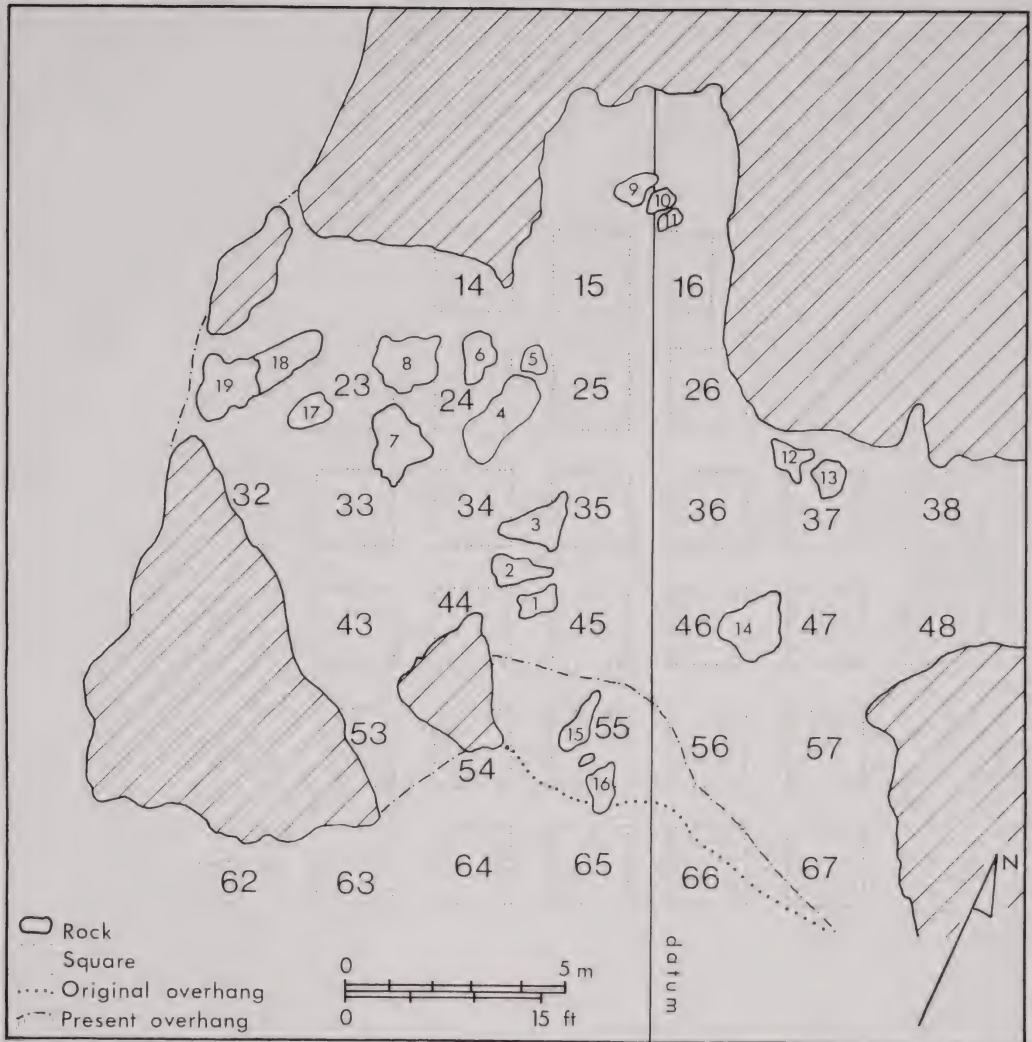 9
10
11
14 15 16
19 18 23 8 6 5
17 24 4 25 26
7
12 13
32 33 34 3 35 36 37 38
2
1
43 44 45 46 14 47 48
53 54 15 55 56 57
16
62 63 64 65 66 67
N
Rock
Square
Original overhang
Present overhang
0 5 m
0 15 ft
datum